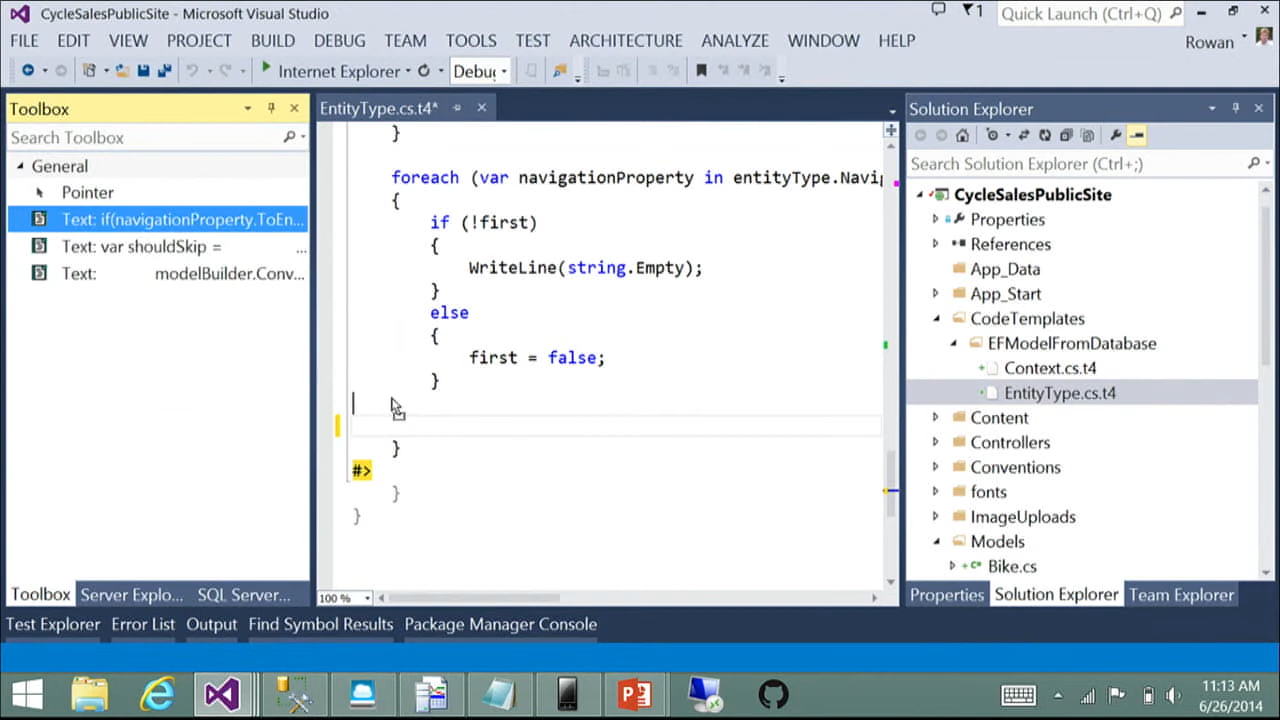 CycleSalesPublicSite - Microsoft Visual Studio
1
Quick Launch (Ctrl+Q)
FILE EDIT VIEW PROJECT BUILD DEBUG TEAM TOOLS TEST ARCHITECTURE ANALYZE WINDOW HELP
Rowan
Internet Explorer
Debug
Toolbox
Search Toolbox
General
Pointer
Text: if(navigationProperty.ToEn...
Text: var shouldSkip = ...
Text: modelBuilder.Conv...
EntityType.cs.t4*
}
foreach (var navigationProperty in entityType.Navi
{
if (!first)
{
WriteLine(string.Empty);
}
else
{
first = false;
}
}
#>
}
}
100 %
Solution Explorer
Search Solution Explorer (Ctrl+;)
CycleSalesPublicSite
Properties
References
App_Data
App_Start
CodeTemplates
EFModelFromDatabase
Context.cs.t4
EntityType.cs.t4
Content
Controllers
Conventions
fonts
ImageUploads
Models
Bike.cs
Toolbox Server Explo... SQL Server...
Properties Solution Explorer Team Explorer
Test Explorer Error List Output Find Symbol Results Package Manager Console
11:13 AM
6/26/2014